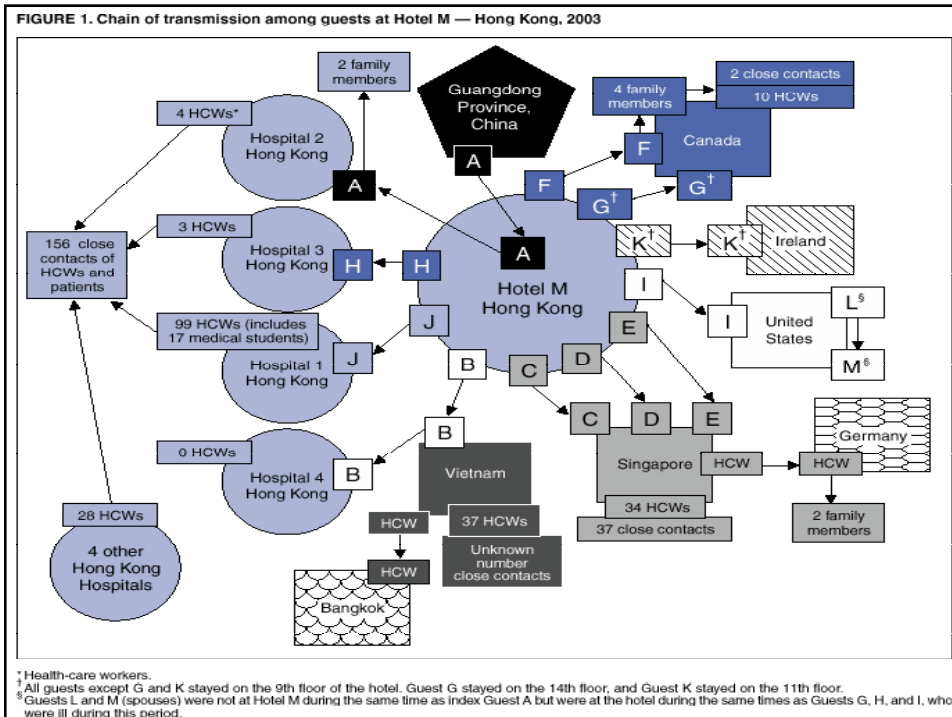 FIGURE 1. Chain of transmission among guests at Hotel M — Hong Kong, 2003
2 family
members
Guangdong
Province,
China
A
4 family
members
2 close contacts
10 HCWs
Canada
F
F
G†
G†
4 HCWs*
Hospital 2
Hong Kong
A
A
Hotel M
Hong Kong
K†
K†
Ireland
3 HCWs
Hospital 3
Hong Kong
H
H
156 close
contacts of
HCWs and
patients
I
I
United
States
L§
M§
99 HCWs (includes
17 medical students)
Hospital 1
Hong Kong
J
J
B
C
D
E
B
C
D
E
0 HCWs
Hospital 4
Hong Kong
B
Vietnam
Singapore
HCW
HCW
Germany
34 HCWs
37 close contacts
2 family
members
28 HCWs
4 other
Hong Kong
Hospitals
HCW
37 HCWs
Unknown
number
close contacts
HCW
Bangkok
* Health-care workers.
† All guests except G and K stayed on the 9th floor of the hotel. Guest G stayed on the 14th floor, and Guest K stayed on the 11th floor.
§ Guests L and M (spouses) were not at Hotel M during the same time as index Guest A but were at the hotel during the same times as Guests G, H, and I, who
were ill during this period.